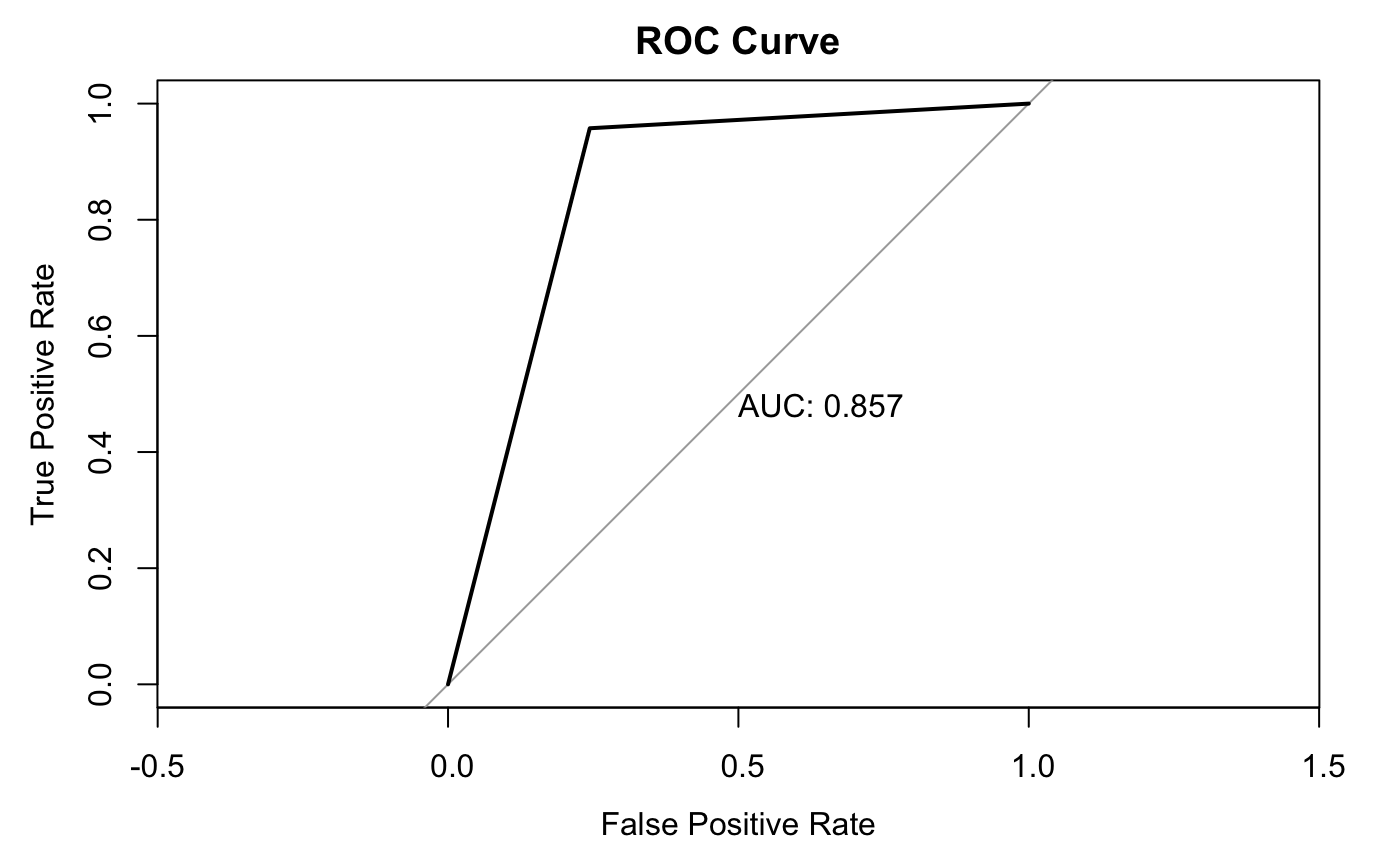 ROC Curve
True Positive Rate
1.0
0.8
0.6
0.4
0.2
0.0
AUC: 0.857
-0.5 0.0 0.5 1.0 1.5
False Positive Rate